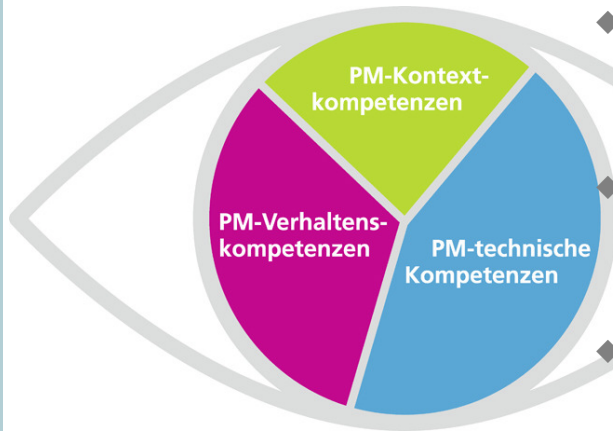 PM-Kontext-
kompetenzen
PM-Verhaltens-
kompetenzen
PM-technische
Kompetenzen